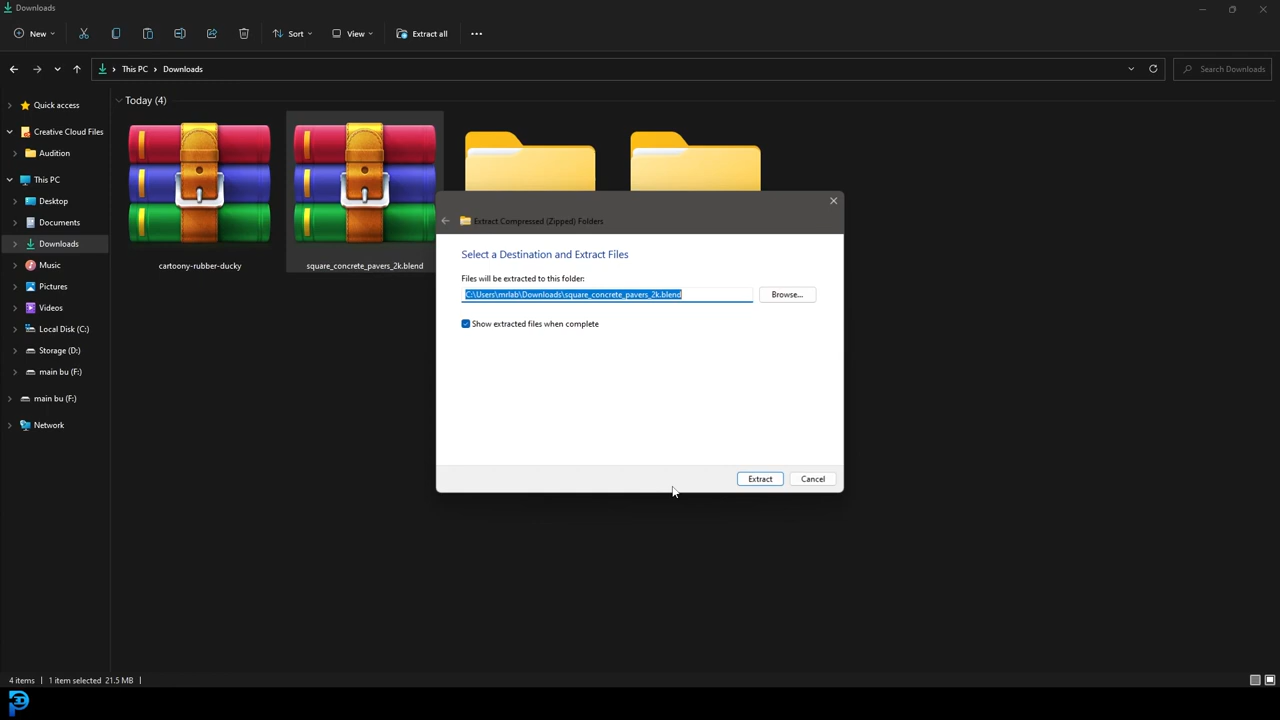 Downloads
New
Sort
View
Extract all
This PC
Downloads
Search Downloads
Quick access
Creative Cloud Files
Audition
This PC
Desktop
Documents
Downloads
Music
Pictures
Videos
Local Disk (C:)
Storage (D:)
main bu (F:)
main bu (F:)
Network
Today (4)
cartoony-rubber-ducky
square_concrete_pavers_2k.blend
Extract Compressed (Zipped) Folders
Select a Destination and Extract Files
Files will be extracted to this folder:
C:\Users\mrlab\Downloads\square_concrete_pavers_2k.blend
Browse...
Show extracted files when complete
Extract
Cancel
4 items
1 item selected 21.5 MB